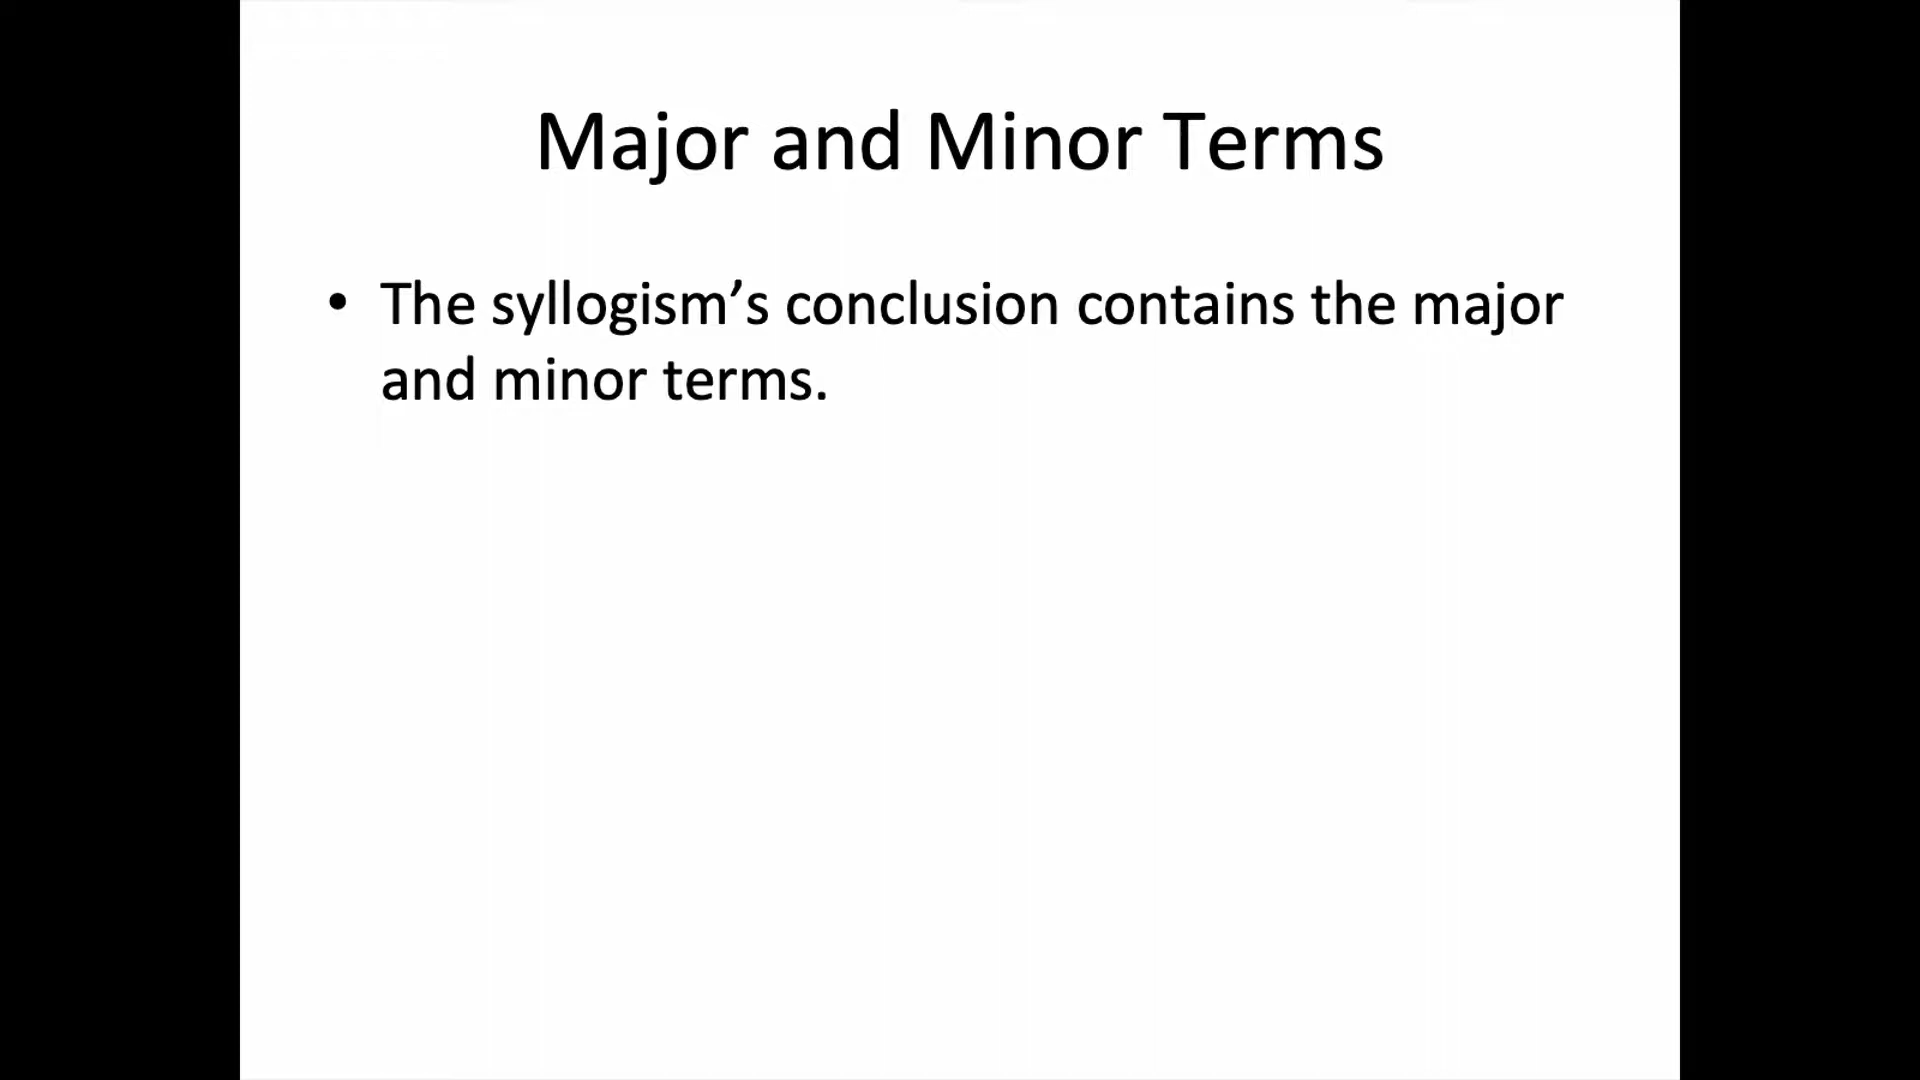 Major and Minor Terms
• The syllogism’s conclusion contains the major
and minor terms.